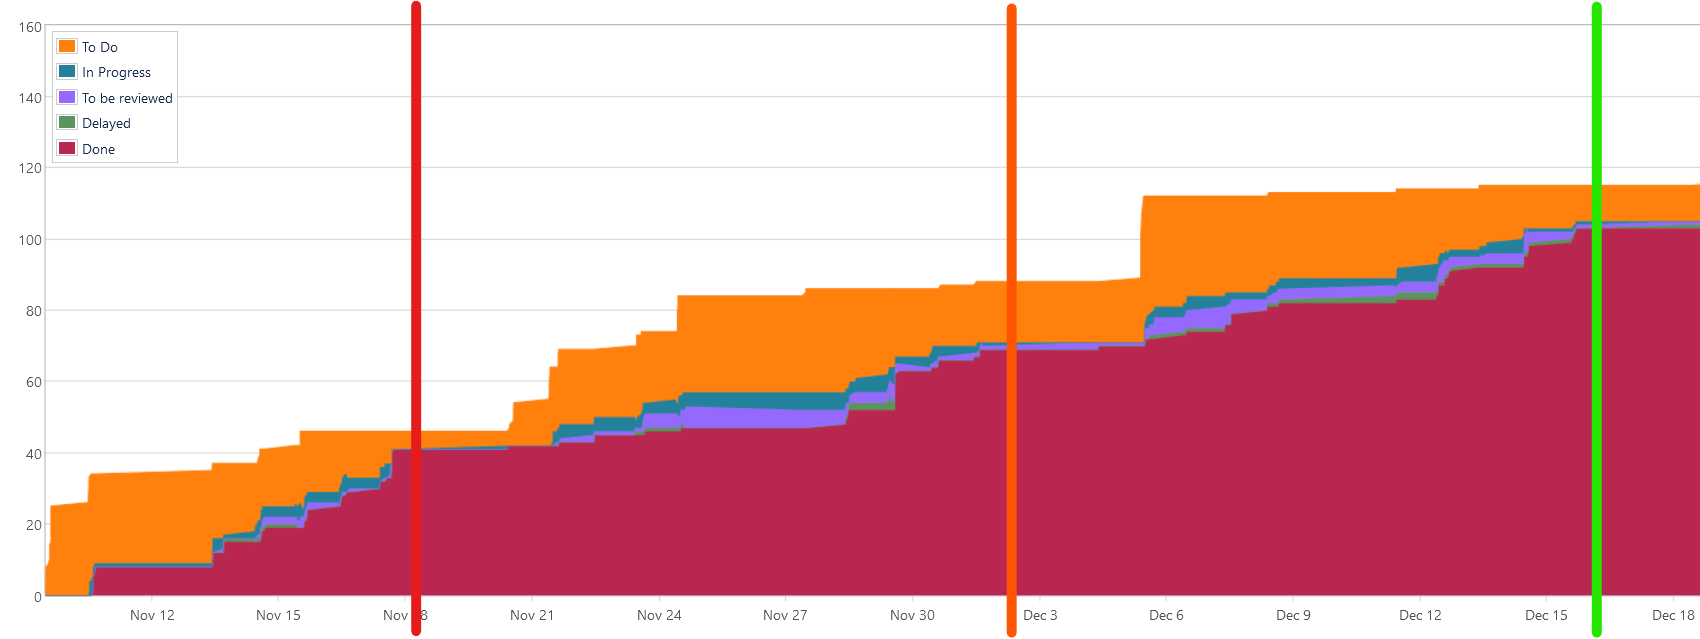 160
140
120
100
80
60
40
20
0
To Do
In Progress
To be reviewed
Delayed
Done
Nov 12
Nov 15
Nov 8
Nov 21
Nov 24
Nov 27
Nov 30
Dec 3
Dec 6
Dec 9
Dec 12
Dec 15
Dec 18